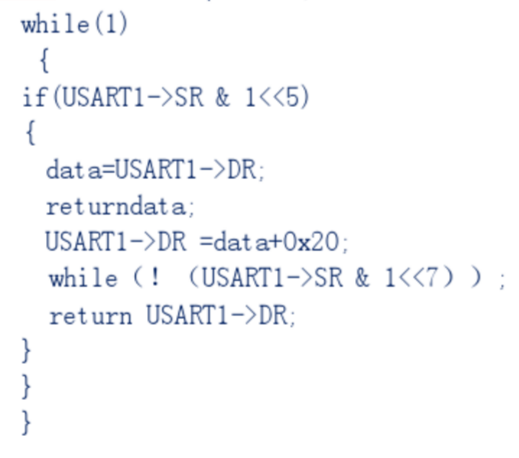 while(1)
{
if(USART1->SR & 1<<5)
{
data=USART1->DR;
returndata;
USART1->DR =data+0x20;
while (! (USART1->SR & 1<<7) ) ;
return USART1->DR;
}
}
}